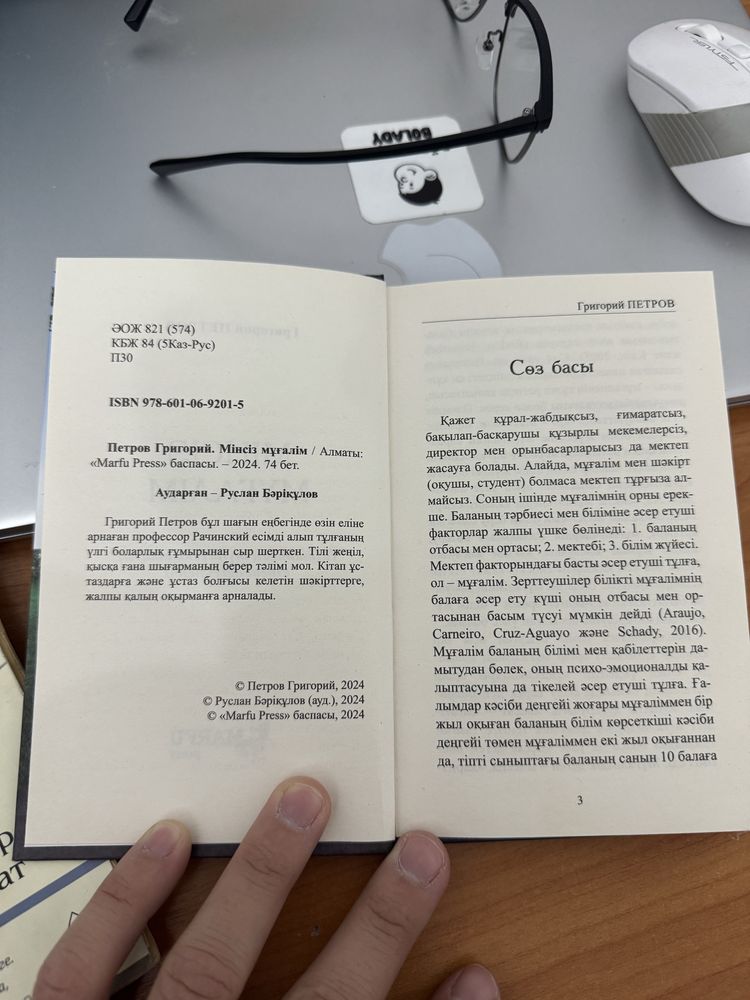 BOLADY
ƏОЖ 821 (574)
КБЖ 84 (5Каз-Рус)
П30
ISBN 978-601-06-9201-5
Петров Григорий. Мінсіз мұғалім / Алматы:
«Marfu Press» баспасы. – 2024. 74 бет.
Аударған – Руслан Бәріқұлов
Григорий Петров бұл шағын еңбегінде өзін еліне
арнаған профессор Рачинский есімді алып тұлғаның
үлгі боларлық ғұмырынан сыр шерткен. Тілі жеңіл,
қысқа ғана шығарманың берер тәлімі мол. Кітап ұс-
таздарға және ұстаз болғысы келетін шәкірттерге,
жалпы қалың оқырманға арналады.
© Петров Григорий, 2024
© Руслан Бәріқұлов (ауд.), 2024
© «Marfu Press» баспасы, 2024
Григорий ПЕТРОВ
Сөз басы
Қажет құрал-жабдықсыз, ғимаратсыз,
бақылап-басқарушы құзырлы мекемелерсіз,
директор мен орынбасарларысыз да мектеп
жасауға болады. Алайда, мұғалім мен шәкірт
(оқушы, студент) болмаса мектеп тұрғыза ал-
майсыз. Соның ішінде мұғалімнің орны ерек-
ше. Баланың тәрбиесі мен біліміне әсер етуші
факторлар жалпы үшке бөлінеді: 1. баланың
отбасы мен ортасы; 2. мектебі; 3. білім жүйесі.
Мектеп факторындағы басты әсер етуші тұлға,
ол – мұғалім. Зерттеушілер білікті мұғалімнің
балаға әсер ету күші оның отбасы мен ор-
тасынан басым түсуі мүмкін дейді (Araujo,
Carneiro, Cruz-Aguayo және Schady, 2016).
Мұғалім баланың білімі мен қабілеттерін да-
мытудан бөлек, оның психо-эмоционалды қа-
лыптасуына да тікелей әсер етуші тұлға. Ға-
лымдар кәсіби деңгейі жоғары мұғаліммен бір
жыл оқыған баланың білім көрсеткіші кәсіби
деңгейі төмен мұғаліммен екі жыл оқығаннан
да, тіпті сыныптағы баланың санын 10 балаға
3